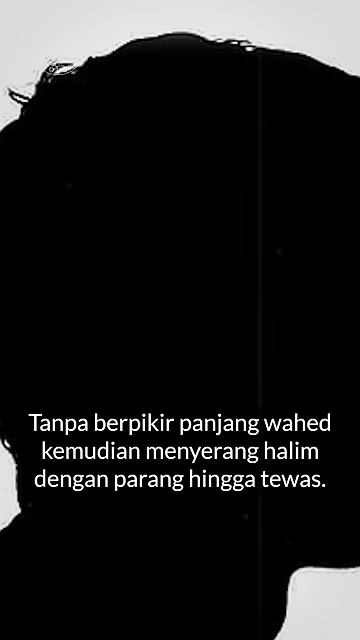 Tanpa berpikir panjang wahed
kemudian menyerang halim
dengan parang hingga tewas.